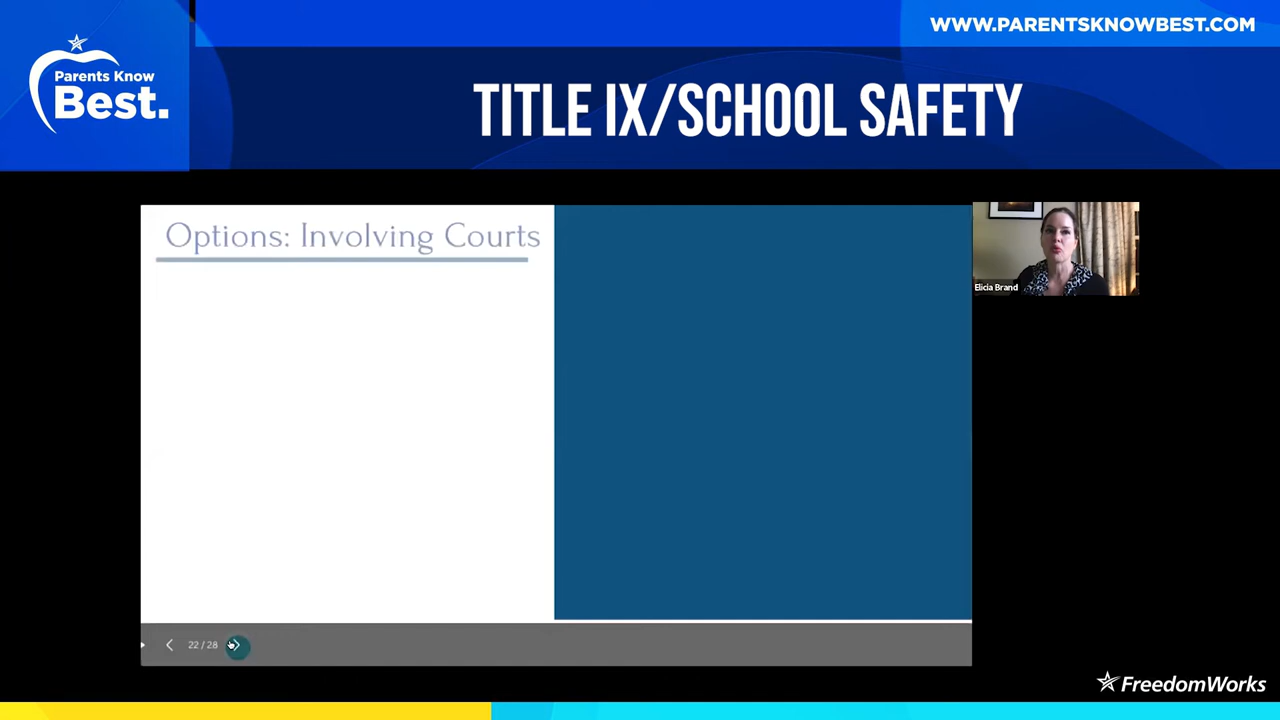 WWW.PARENTSKNOWBEST.COM
Parents Know
Best.
TITLE IX/SCHOOL SAFETY
Options: Involving Courts
Elicia Brand
22 / 28
FreedomWorks